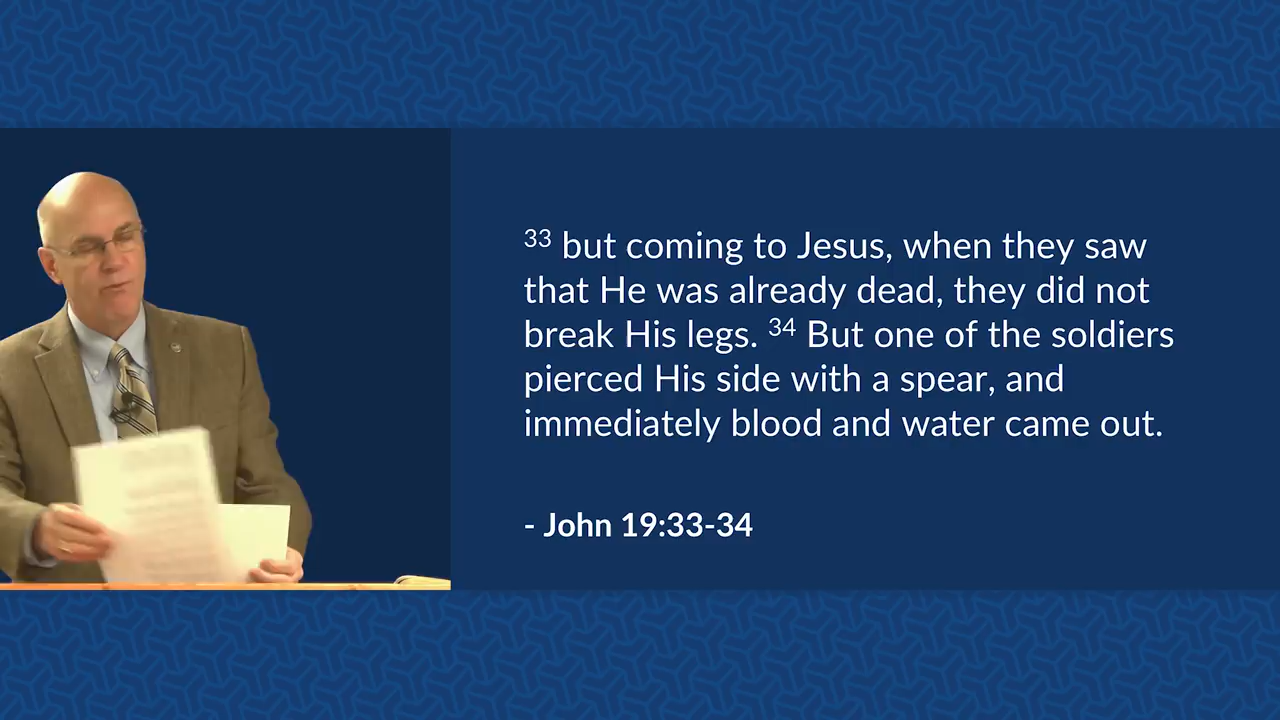 33 but coming to Jesus, when they saw
that He was already dead, they did not
break His legs. 34 But one of the soldiers
pierced His side with a spear, and
immediately blood and water came out.
- John 19:33-34